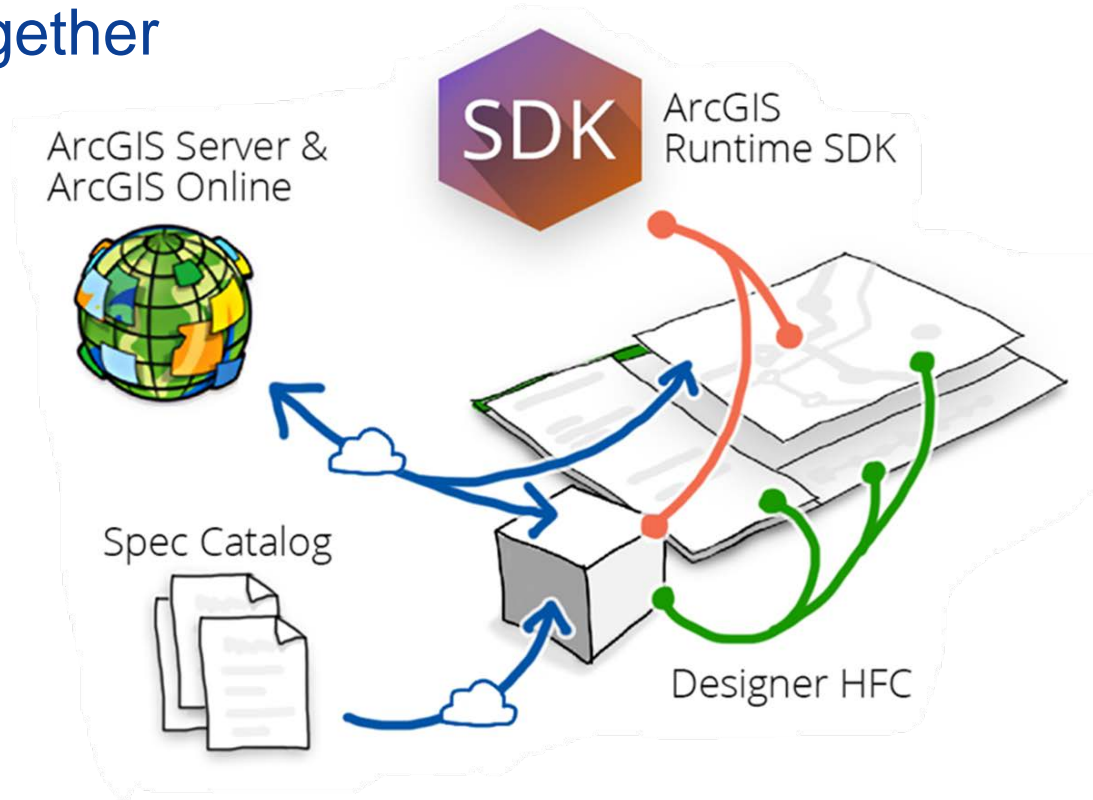 gether
SDK
ArcGIS
Runtime SDK
ArcGIS Server &
ArcGIS Online
Spec Catalog
Designer HFC